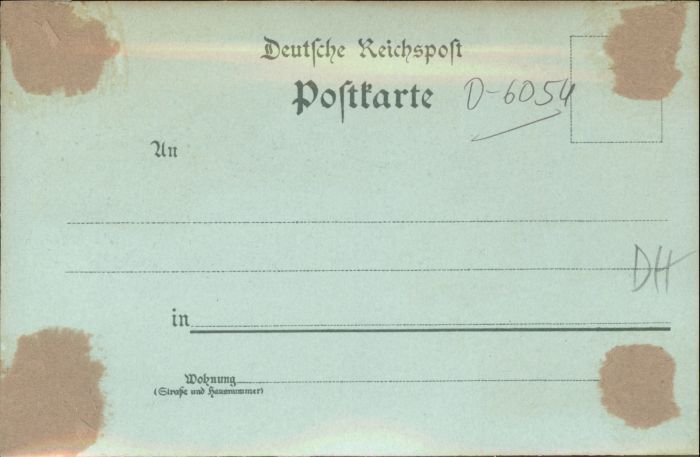 Deutsche Reichspost
Postkarte
D-6054
An
DH
in
Wohnung
(Straße und Hausnummer)